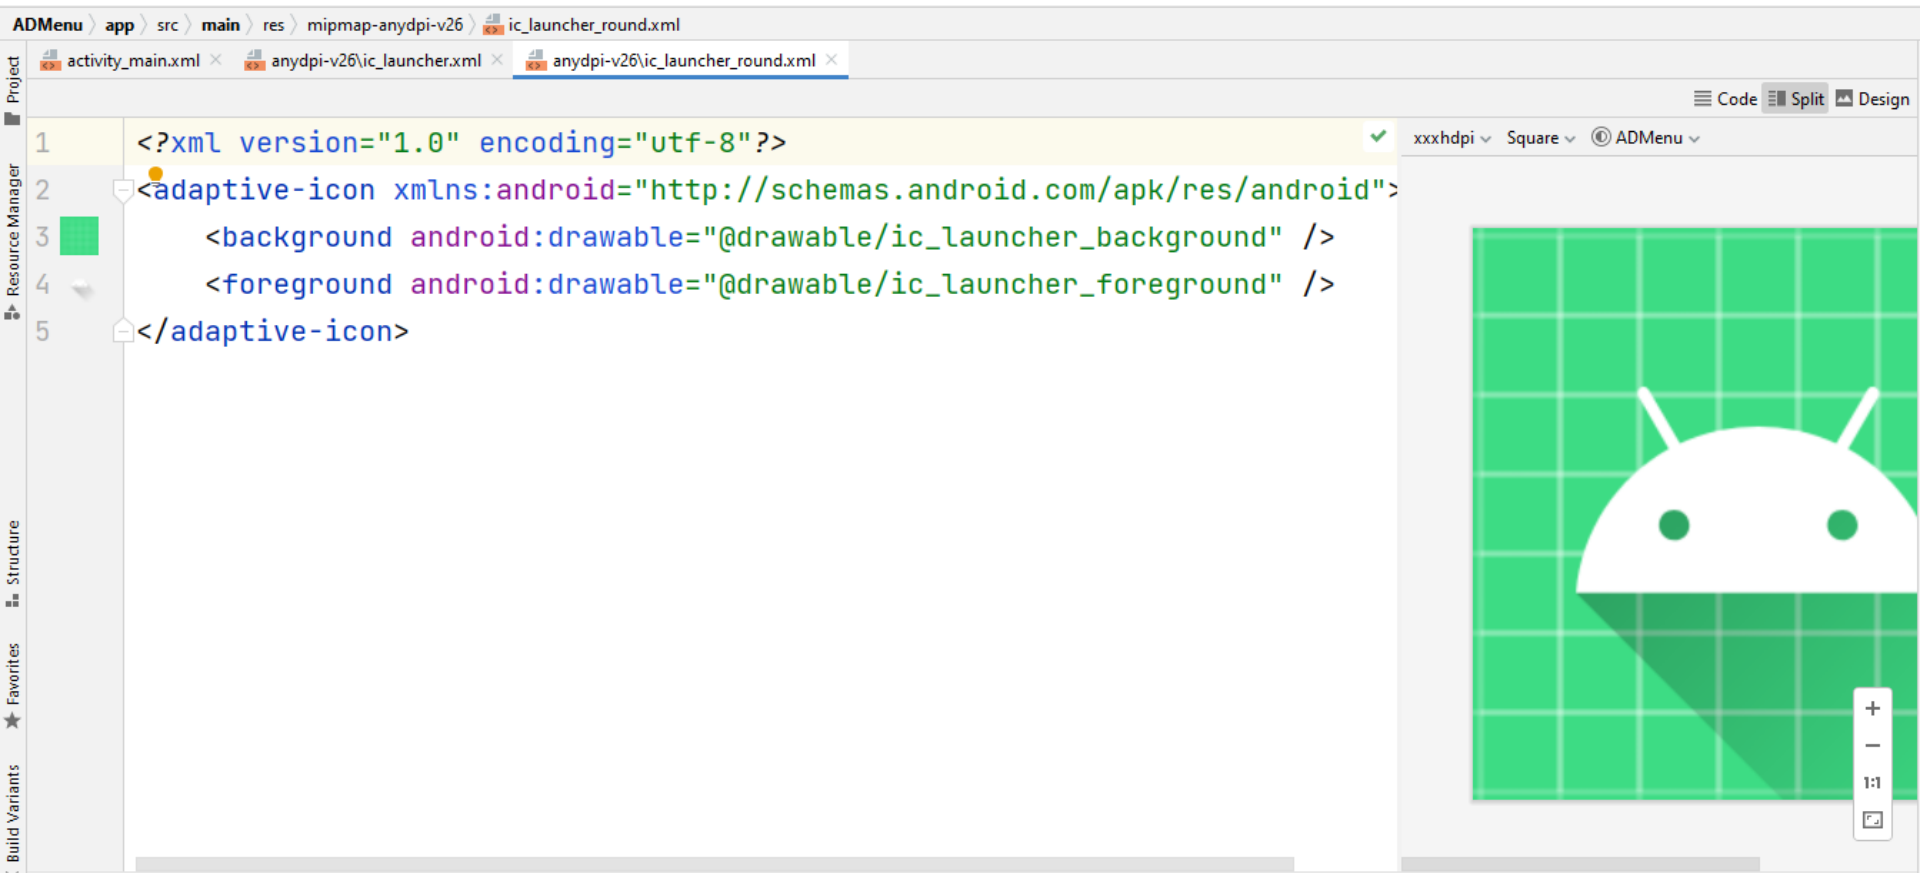 ADMenu app src main res mipmap-anydpi-v26 ic_launcher_round.xml
activity_main.xml anydpi-v26\ic_launcher.xml anydpi-v26\ic_launcher_round.xml
Code Split Design
xxxhdpi Square ADMenu
Project
Resource Manager
Structure
Favorites
Build Variants
1 <?xml version="1.0" encoding="utf-8"?>
2 <adaptive-icon xmlns:android="http://schemas.android.com/apk/res/android">
3 <background android:drawable="@drawable/ic_launcher_background" />
4 <foreground android:drawable="@drawable/ic_launcher_foreground" />
5 </adaptive-icon>
+
−
1:1